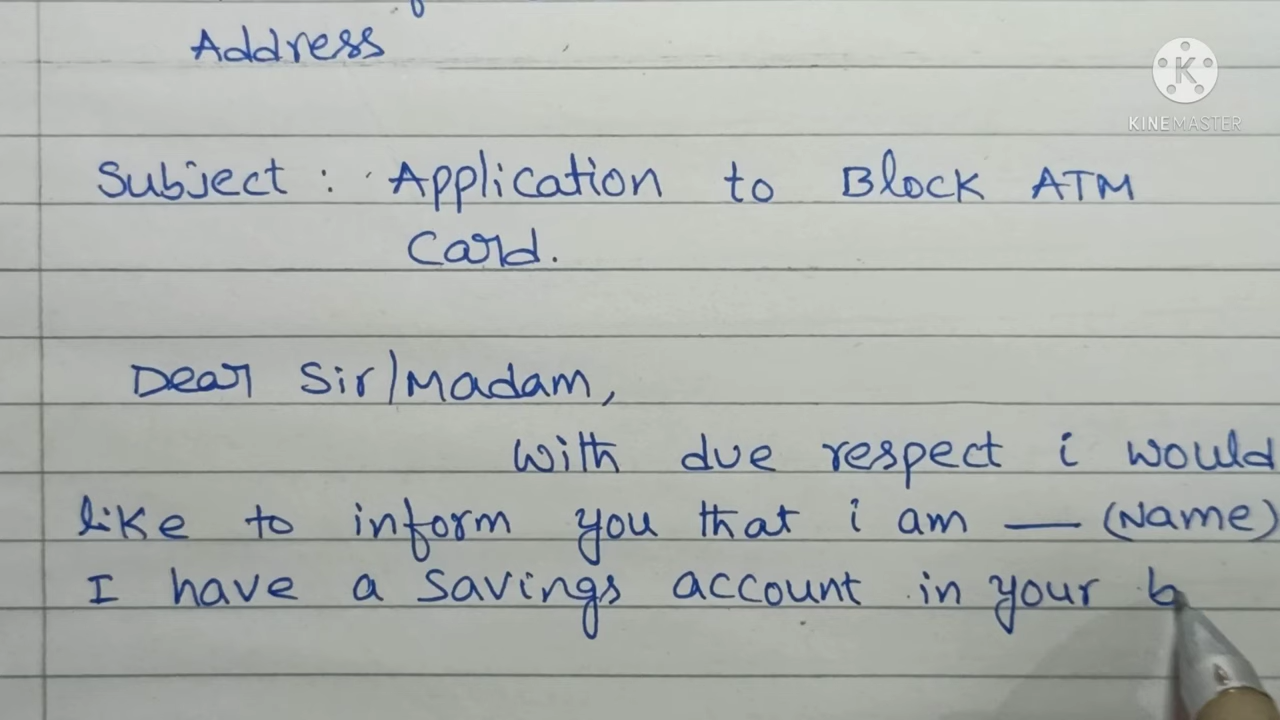 Address
Subject : Application to Block ATM
Card.
Dear Sir/Madam,
With due respect i would
like to inform you that i am — (Name)
I have a savings account in your b
KINEMASTER